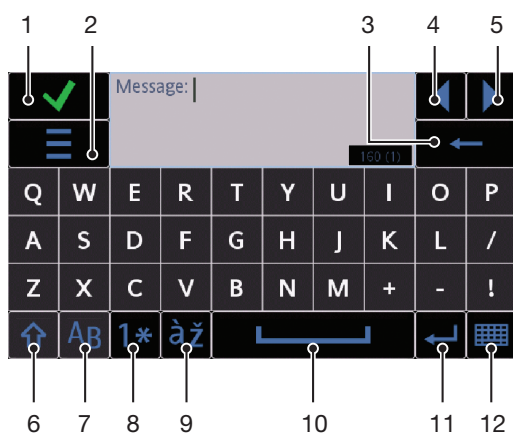 1 2 3 4 5
Message:
160 (1)
Q W E R T Y U I O P
A S D F G H J K L /
Z X C V B N M + - !
AB 1* àž
6 7 8 9 10 11 12